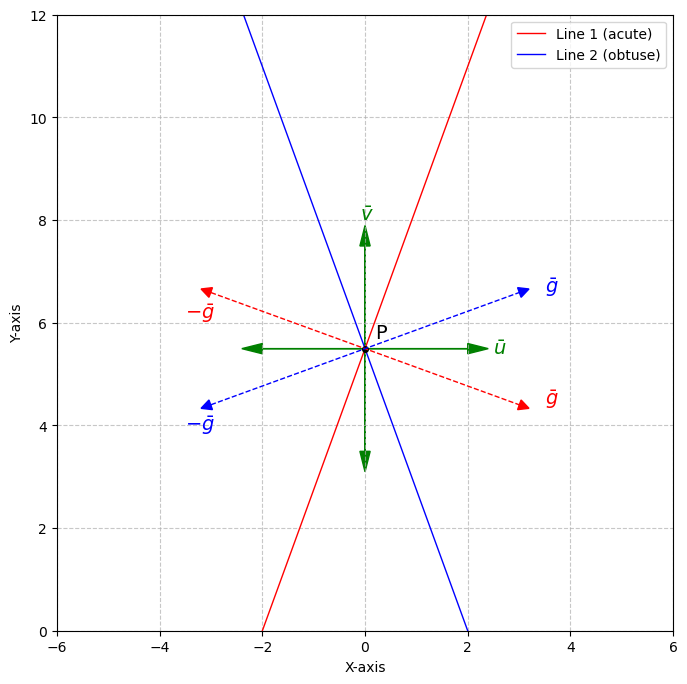 Line 1 (acute)
Line 2 (obtuse)
12
10
8
6
4
2
0
Y-axis
v̄
ḡ
−ḡ
P
ū
ḡ
−ḡ
−6
−4
−2
0
2
4
6
X-axis